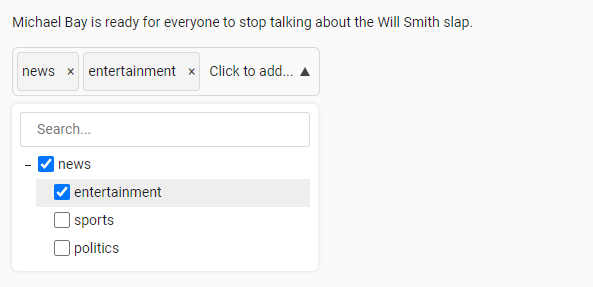 Michael Bay is ready for everyone to stop talking about the Will Smith slap.
news × entertainment × Click to add... ▲
Search...
– news
entertainment
sports
politics